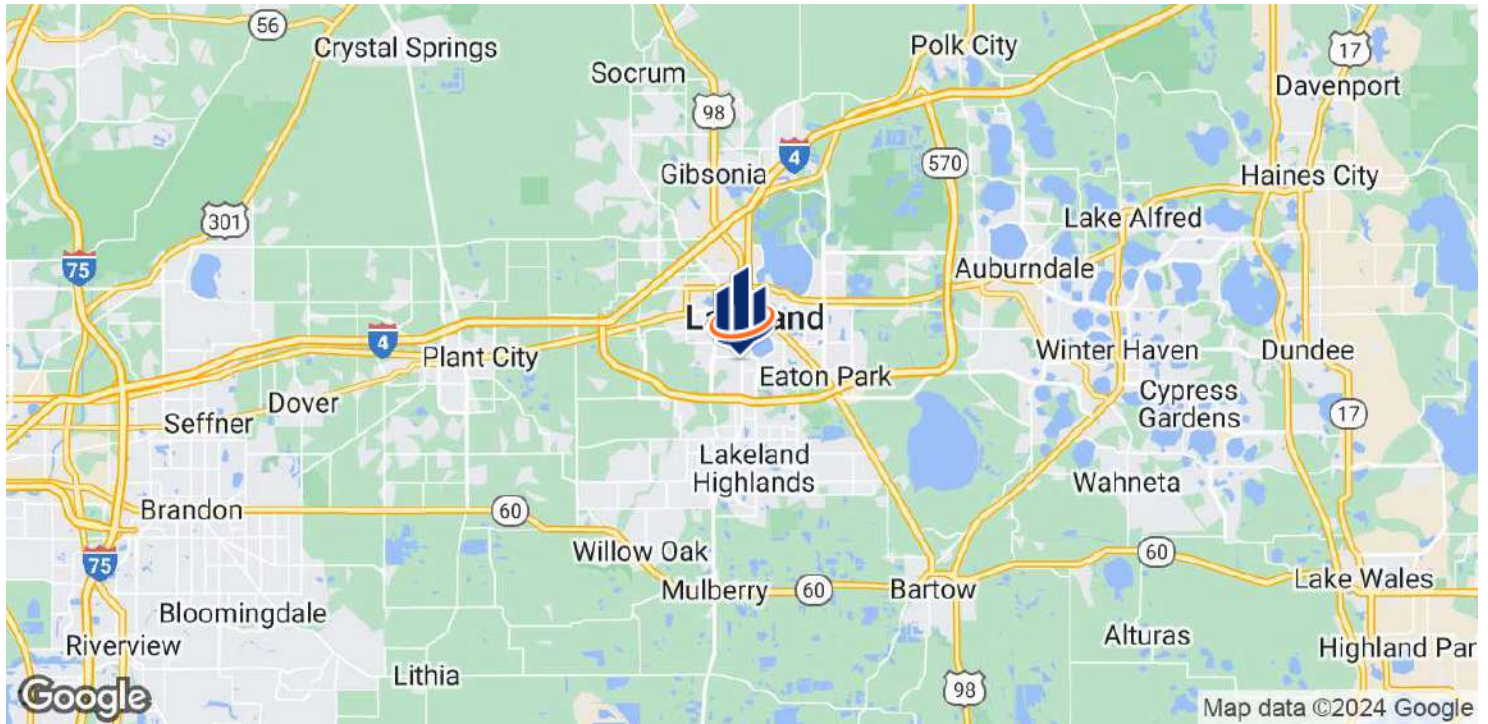 56
Crystal Springs
Polk City
17
Socrum
Davenport
98
4
Gibsonia
570
Haines City
301
Lake Alfred
75
Auburndale
4
Plant City
Winter Haven
Dundee
Eaton Park
Dover
Cypress
Gardens
17
Seffner
Lakeland
Highlands
Wahneta
Brandon
60
Willow Oak
60
75
Mulberry
60
Bartow
Lake Wales
Bloomingdale
Alturas
Riverview
Highland Par
Lithia
98
Google
Map data ©2024 Google